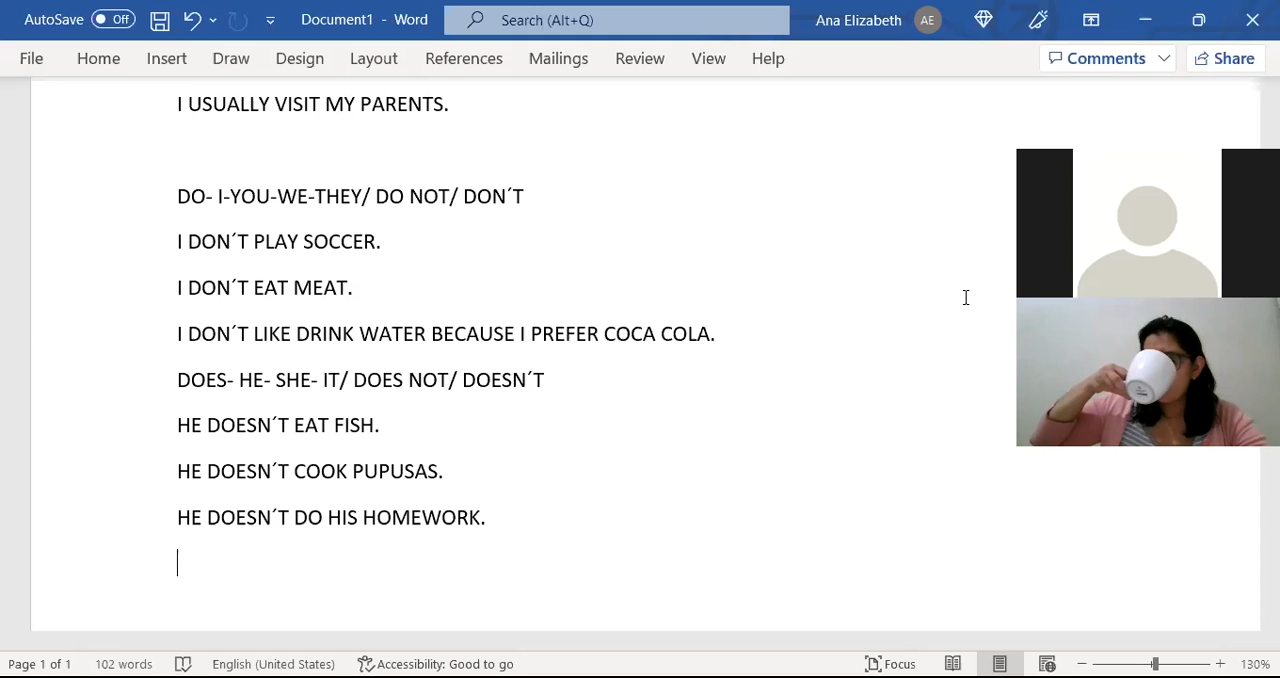 AutoSave Off Document1 - Word Search (Alt+Q) Ana Elizabeth AE
File Home Insert Draw Design Layout References Mailings Review View Help Comments Share
I USUALLY VISIT MY PARENTS.
DO- I-YOU-WE-THEY/ DO NOT/ DON´T
I DON´T PLAY SOCCER.
I DON´T EAT MEAT.
I DON´T LIKE DRINK WATER BECAUSE I PREFER COCA COLA.
DOES- HE- SHE- IT/ DOES NOT/ DOESN´T
HE DOESN´T EAT FISH.
HE DOESN´T COOK PUPUSAS.
HE DOESN´T DO HIS HOMEWORK.
Page 1 of 1 102 words English (United States) Accessibility: Good to go Focus 130%